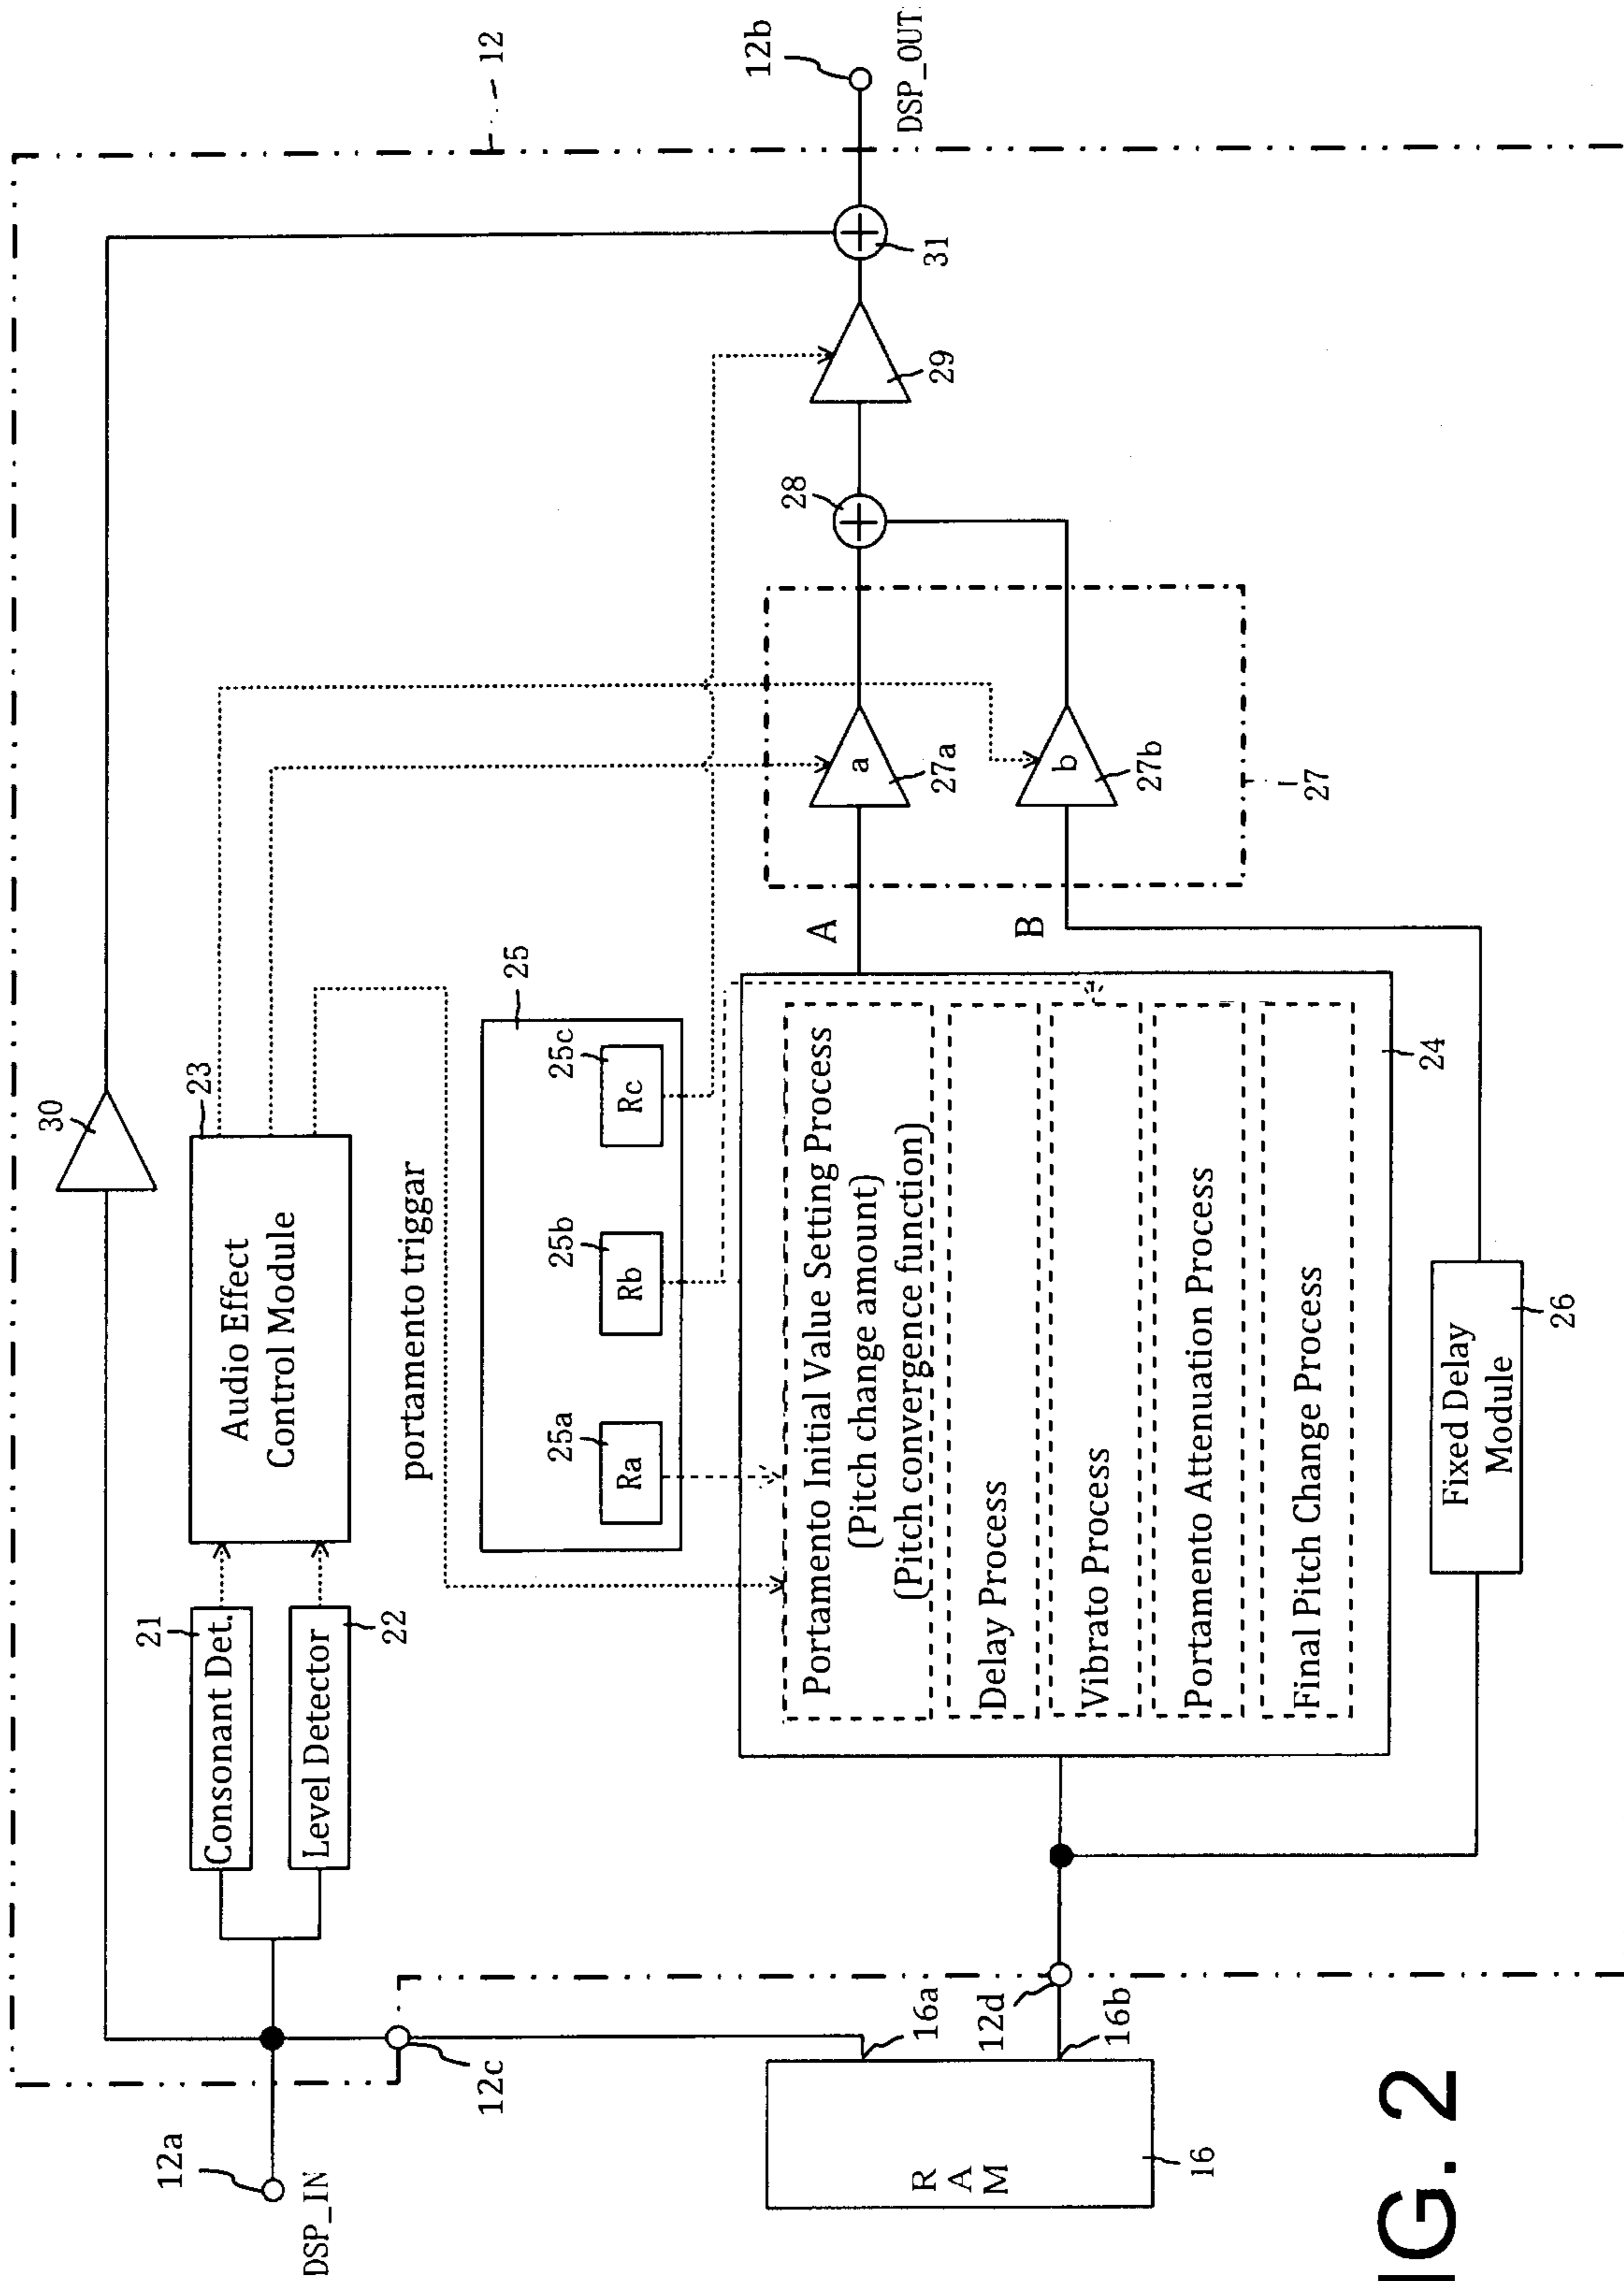 12
30
21
Consonant Det.
Level Detector
22
23
Audio Effect
Control Module
portamento triggar
12a
DSP_IN
12c
25
25a
Ra
25b
Rb
25c
Rc
12b
DSP_OUT
31
29
28
a
27a
b
27b
27
A
B
Portamento Initial Value Setting Process
(Pitch change amount)
(Pitch convergence function)
Delay Process
Vibrato Process
Portamento Attenuation Process
Final Pitch Change Process
24
16a
12d
16b
RAM
16
Fixed Delay
Module
26
IG. 2